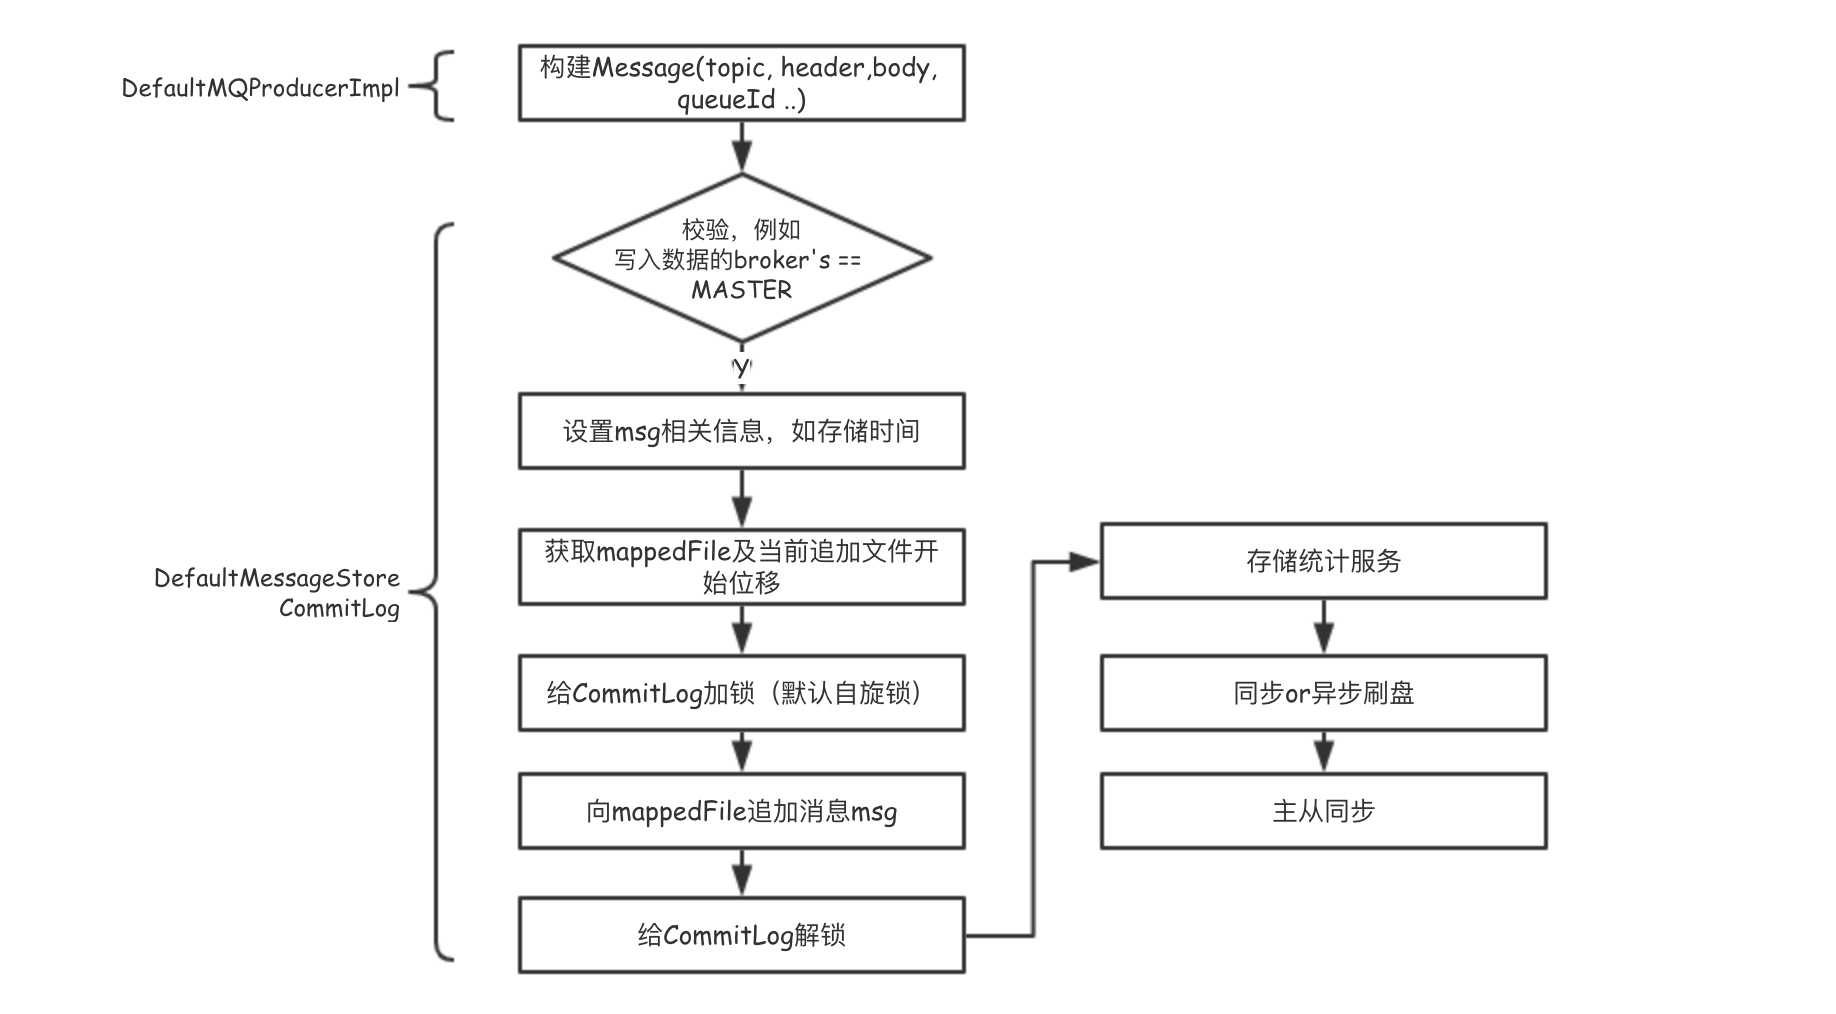 DefaultMQProducerImpl
构建Message(topic, header,body,
queueId ..)
校验，例如
写入数据的broker's ==
MASTER
y
设置msg相关信息，如存储时间
获取mappedFile及当前追加文件开
始位移
DefaultMessageStore
CommitLog
给CommitLog加锁（默认自旋锁）
向mappedFile追加消息msg
给CommitLog解锁
存储统计服务
同步or异步刷盘
主从同步